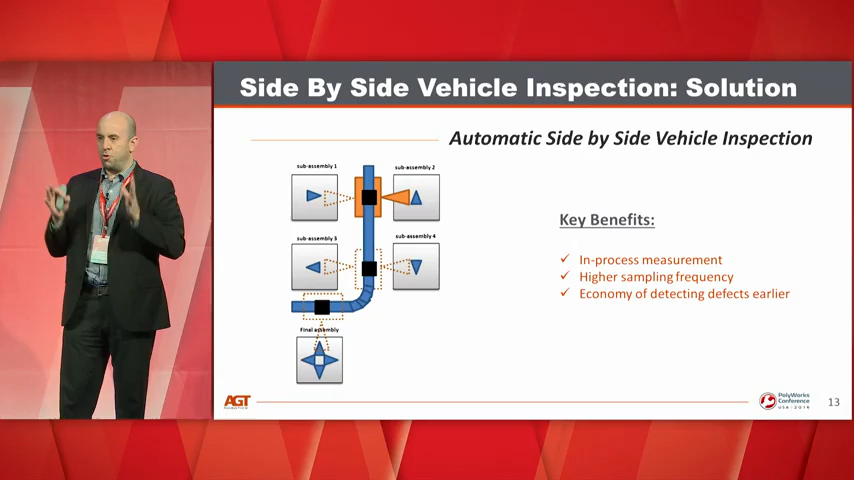 Side By Side Vehicle Inspection: Solution
Automatic Side by Side Vehicle Inspection
sub-assembly 1
sub-assembly 2
sub-assembly 3
sub-assembly 4
Final assembly
Key Benefits:
✓ In-process measurement
✓ Higher sampling frequency
✓ Economy of detecting defects earlier
AGT
PolyWorks
Conference
USA / 2016
13